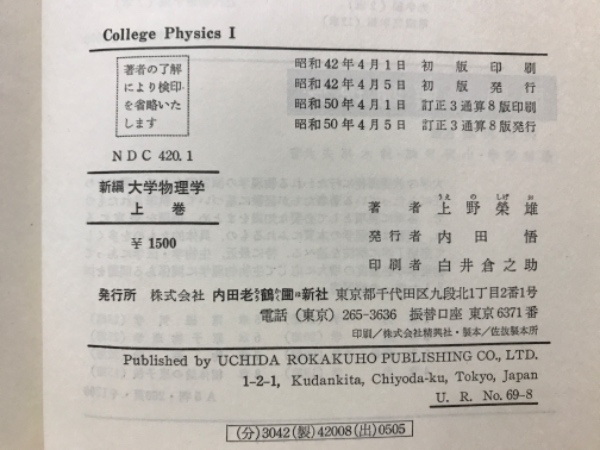 College Physics I
著者の了解
により検印
を省略いた
します
昭和42年4月1日 初版印刷
昭和42年4月5日 初版発行
昭和50年4月1日 訂正3通算8版印刷
昭和50年4月5日 訂正3通算8版発行
NDC 420.1
新編 大学物理学
上巻
¥ 1500
うえ の しげ お
著者 上野榮雄
発行者 内田悟
印刷者 白井倉之助
発行所 株式会社 内田老鶴圃新社 東京都千代田区九段北1丁目2番1号
電話(東京) 265-3636 振替口座 東京6371番
印刷/株式会社精興社・製本/佐抜製本所
Published by UCHIDA ROKAKUHO PUBLISHING CO., LTD.
1-2-1, Kudankita, Chiyoda-ku, Tokyo, Japan
U. R. No. 69-8
(分)3042(製)42008(出)0505